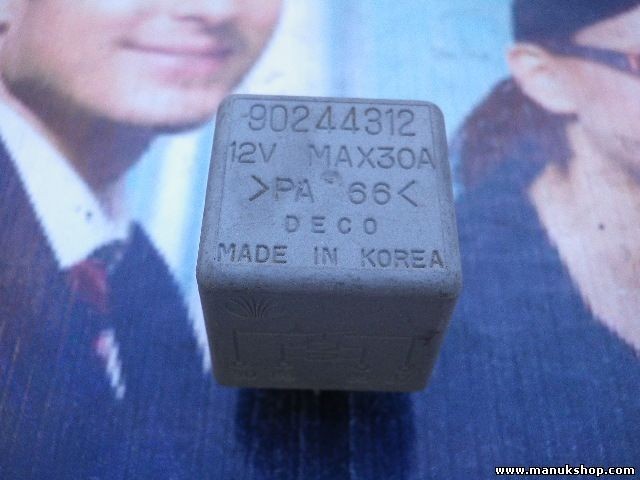 90244312
12V MAX30A
>PA 66<
DECO
MADE IN KOREA
www.manukshop.com